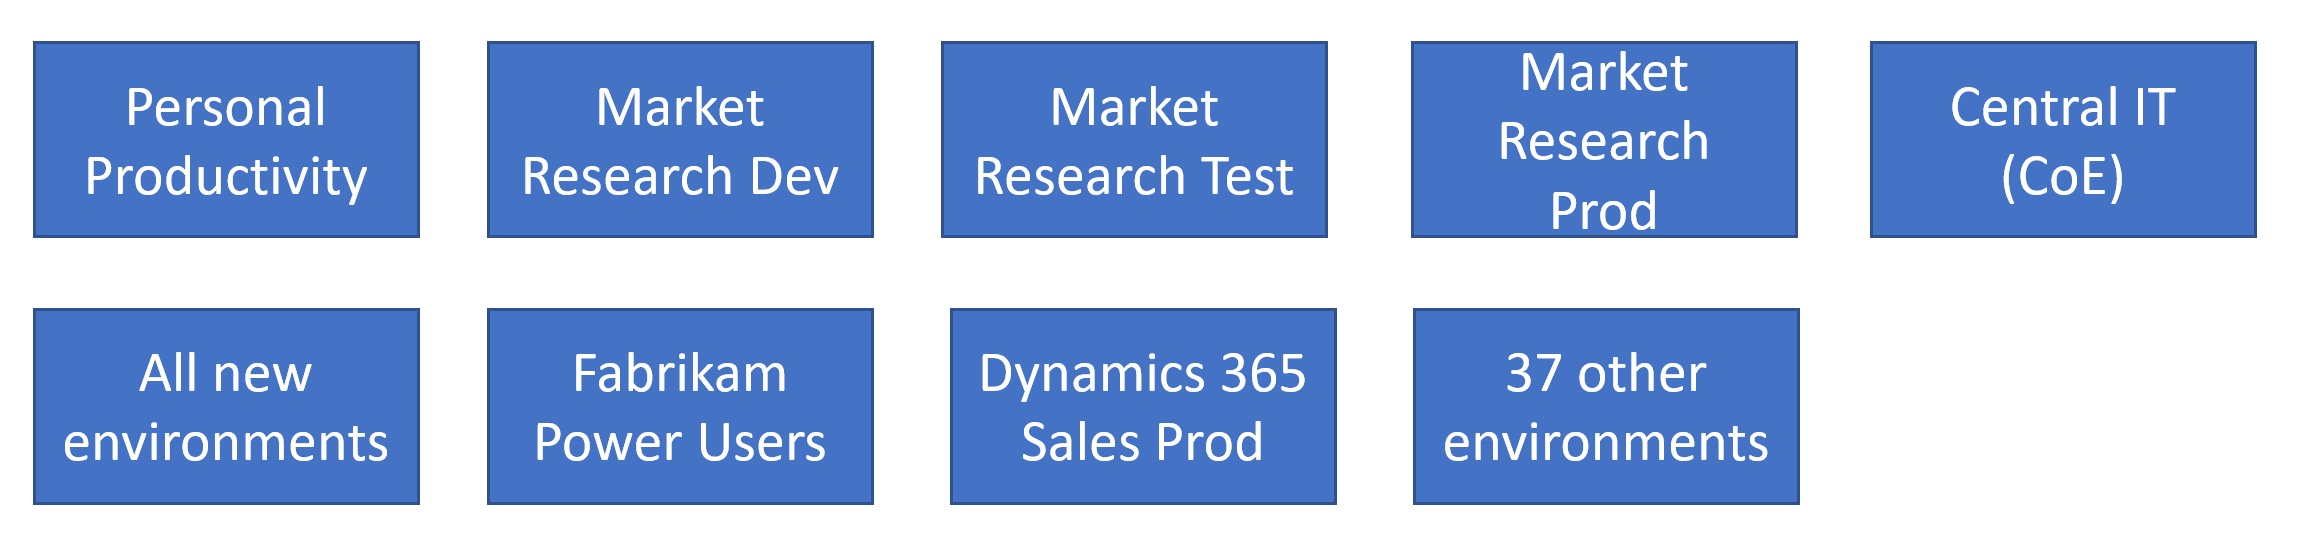 Personal
Productivity
Market
Research Dev
Market
Research Test
Market
Research
Prod
Central IT
(CoE)
All new
environments
Fabrikam
Power Users
Dynamics 365
Sales Prod
37 other
environments